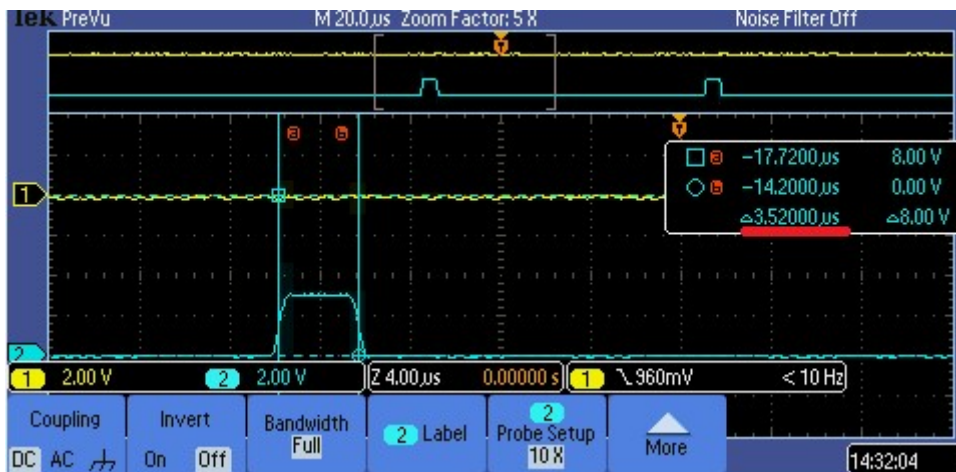 Tek PreVu M 20.0µs Zoom Factor: 5 X Noise Filter Off
T
a b
T
a -17.7200µs 8.00 V
b -14.2000µs 0.00 V
△3.52000µs △8.00 V
1
2
1 2.00 V 2 2.00 V Z 4.00µs 0.00000 s 1 \ 960mV < 10 Hz
Coupling Invert Bandwidth 2 Label 2 More
Full Probe Setup
DC AC On Off 10 X
14:32:04